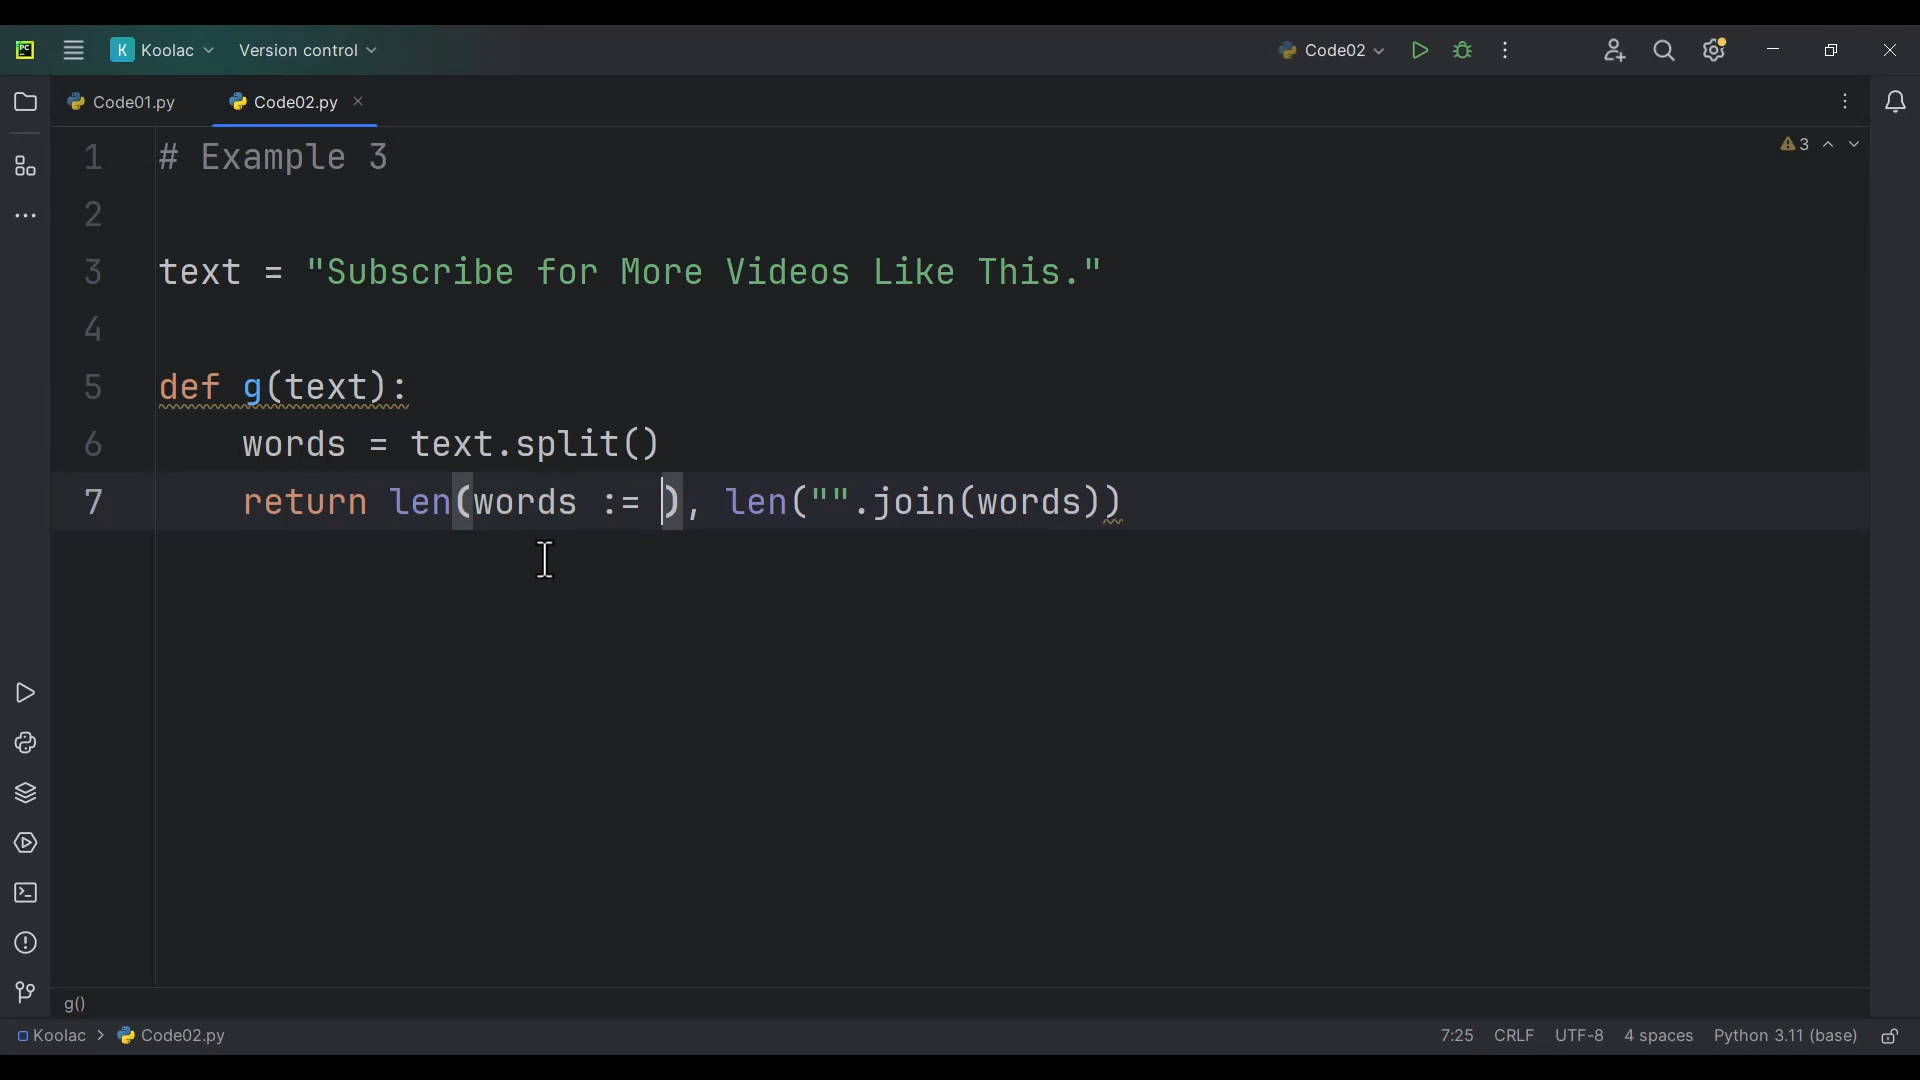 PC
K Koolac Version control Code02
Code01.py Code02.py
1 # Example 3
3
2
3 text = "Subscribe for More Videos Like This."
4
5 def g(text):
6 words = text.split()
7 return len(words := ), len("".join(words))
g()
Koolac > Code02.py 7:25 CRLF UTF-8 4 spaces Python 3.11 (base)